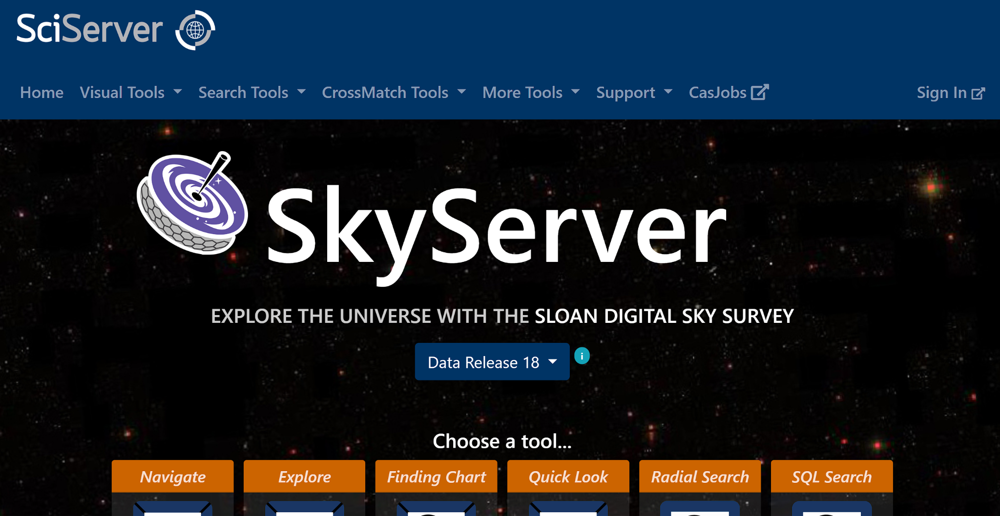 SciServer
Home Visual Tools Search Tools CrossMatch Tools More Tools Support CasJobs Sign In
SkyServer
EXPLORE THE UNIVERSE WITH THE SLOAN DIGITAL SKY SURVEY
Data Release 18 i
Choose a tool...
Navigate Explore Finding Chart Quick Look Radial Search SQL Search